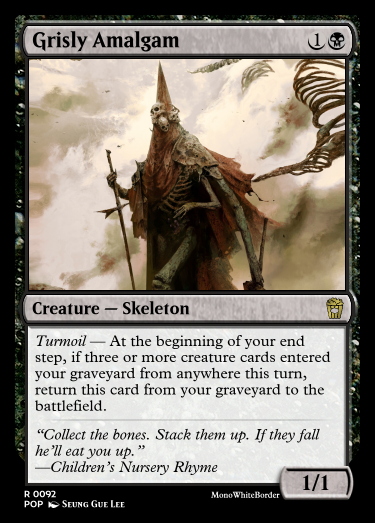 Grisly Amalgam 1
Creature — Skeleton
Turmoil — At the beginning of your end
step, if three or more creature cards entered
your graveyard from anywhere this turn,
return this card from your graveyard to the
battlefield.
“Collect the bones. Stack them up. If they fall
he’ll eat you up.”
—Children’s Nursery Rhyme
1/1
R 0092
POP SEUNG GUE LEE
MonoWhiteBorder